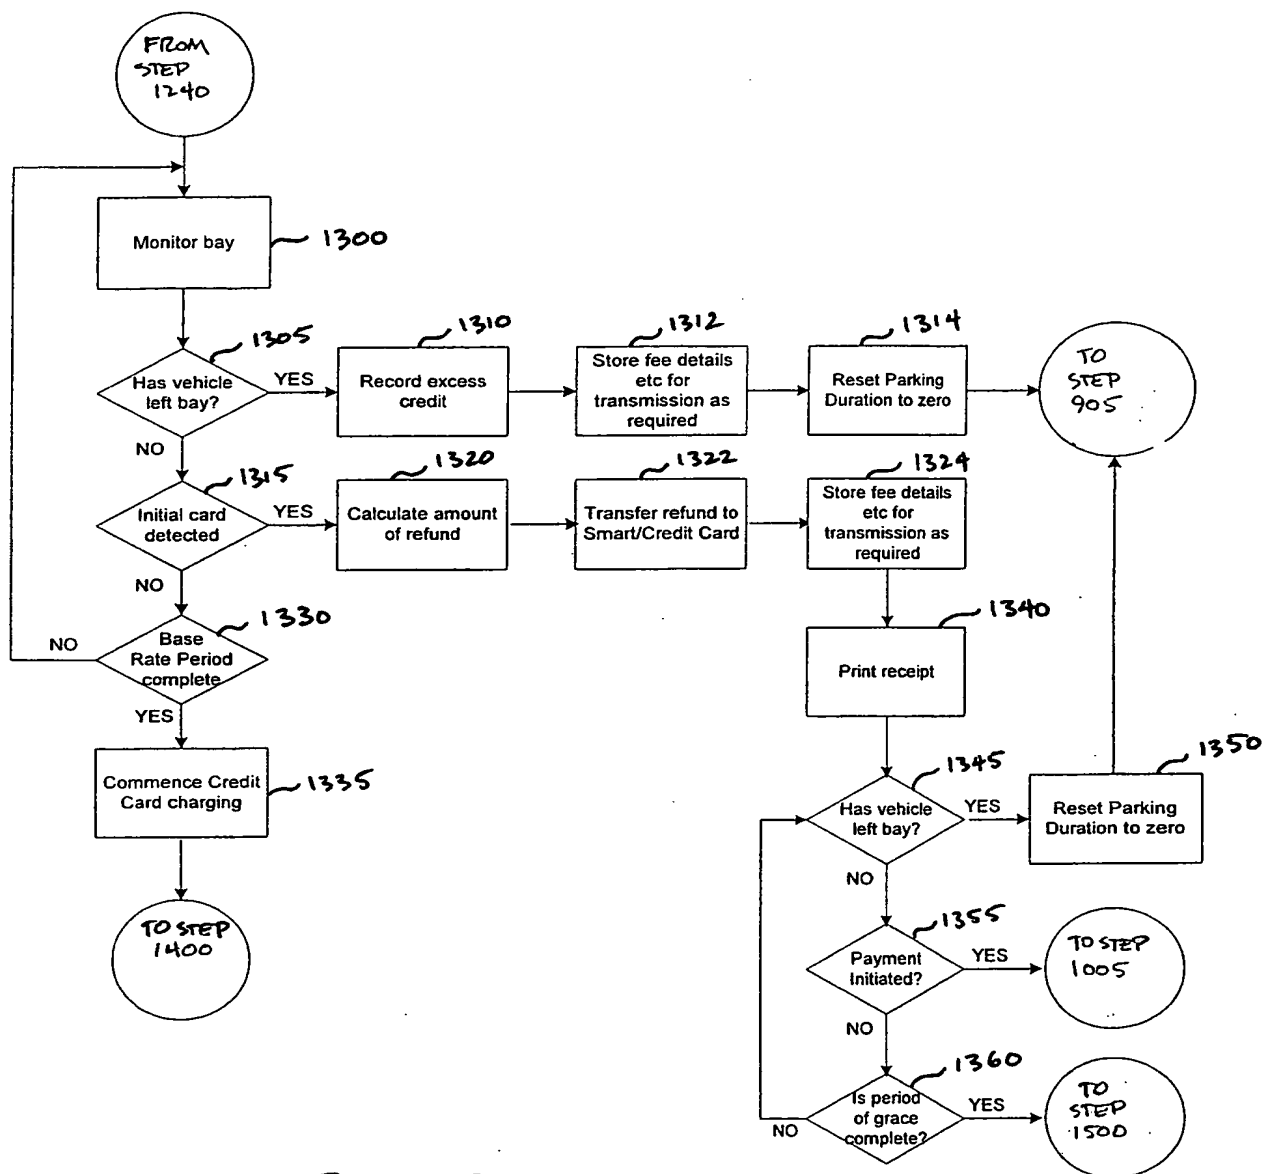 FROM
STEP
1240
Monitor bay
1300
1305
Has vehicle
left bay?
YES
NO
1310
Record excess
credit
1312
Store fee details
etc for
transmission as
required
1314
Reset Parking
Duration to zero
TO
STEP
905
1315
Initial card
detected
YES
NO
1320
Calculate amount
of refund
1322
Transfer refund to
Smart/Credit Card
1324
Store fee details
etc for
transmission as
required
1330
Base
Rate Period
complete
NO
YES
1335
Commence Credit
Card charging
TO STEP
1400
1340
Print receipt
1345
Has vehicle
left bay?
YES
NO
1350
Reset Parking
Duration to zero
1355
Payment
Initiated?
YES
NO
TO STEP
1005
1360
Is period
of grace
complete?
YES
NO
TO
STEP
1500